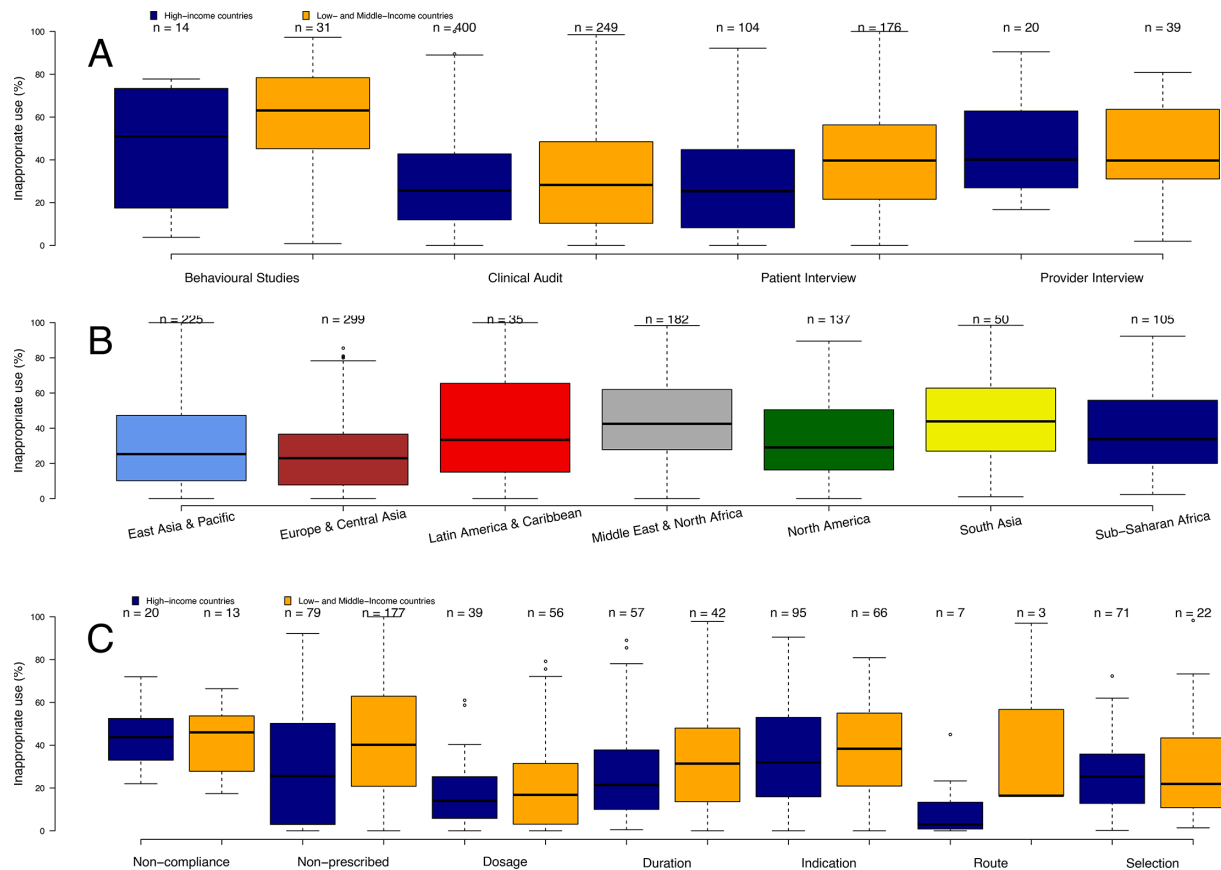 High−income countries
Low− and Middle−Income countries
n = 14
n = 31
n = 400
n = 249
n = 104
n = 176
n = 20
n = 39
A
Inappropriate use (%)
100
80
60
40
20
0
Behavioural Studies
Clinical Audit
Patient Interview
Provider Interview
n = 225
n = 299
n = 35
n = 182
n = 137
n = 50
n = 105
B
Inappropriate use (%)
100
80
60
40
20
0
East Asia & Pacific
Europe & Central Asia
Latin America & Caribbean
Middle East & North Africa
North America
South Asia
Sub−Saharan Africa
High−income countries
Low− and Middle−Income countries
n = 20
n = 13
n = 79
n = 177
n = 39
n = 56
n = 57
n = 42
n = 95
n = 66
n = 7
n = 3
n = 71
n = 22
C
Inappropriate use (%)
100
80
60
40
20
0
Non−compliance
Non−prescribed
Dosage
Duration
Indication
Route
Selection